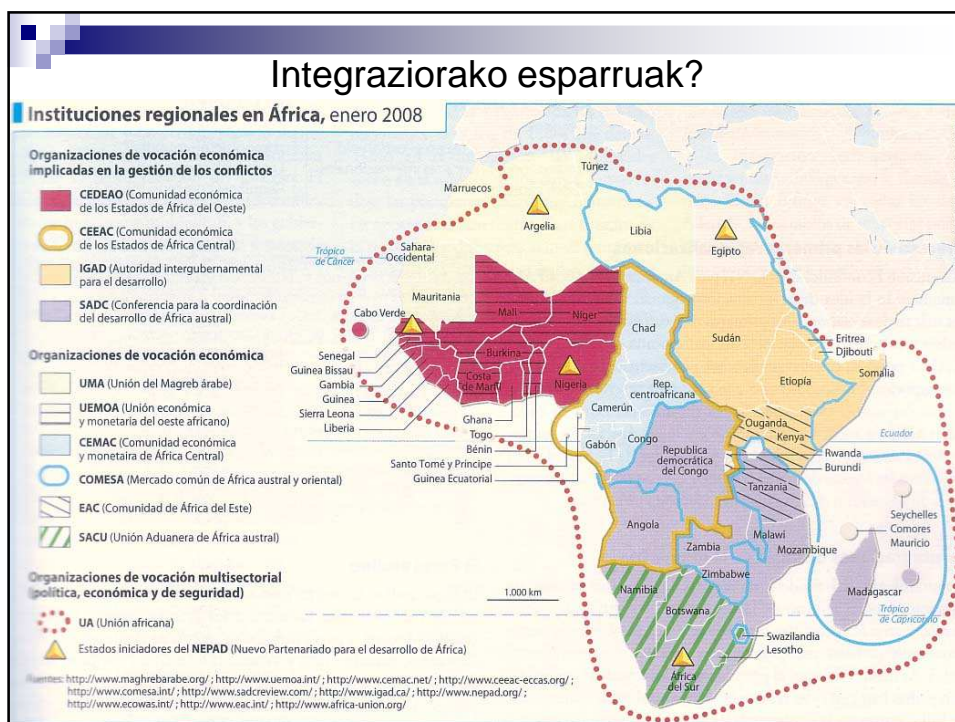 Integraziorako esparruak?
Instituciones regionales en África, enero 2008
Organizaciones de vocación económica
implicadas en la gestión de los conflictos
CEDEAO (Comunidad económica
de los Estados de África del Oeste)
CEEAC (Comunidad económica
de los Estados de África Central)
IGAD (Autoridad intergubernamental
para el desarrollo)
SADC (Conferencia para la coordinación
del desarrollo de África austral)
Organizaciones de vocación económica
UMA (Unión del Magreb árabe)
UEMOA (Unión económica
y monetaria del oeste africano)
CEMAC (Comunidad económica
y monetaira de África Central)
COMESA (Mercado común de África austral y oriental)
EAC (Comunidad de África del Este)
SACU (Unión Aduanera de África austral)
Organizaciones de vocación multisectorial
(política, económica y de seguridad)
UA (Unión africana)
Estados iniciadores del NEPAD (Nuevo Partenariado para el desarrollo de África)
Fuentes: http://www.maghrebarabe.org/ ; http://www.uemoa.int/ ; http://www.cemac.net/ ; http://www.ceeac-eccas.org/ ;
http://www.comesa.int/ ; http://www.sadcreview.com/ ; http://www.igad.ca/ ; http://www.nepad.org/ ;
http://www.ecowas.int/ ; http://www.eac.int/ ; http://www.africa-union.org/
Túnez
Marruecos
Argelia
Libia
Egipto
Trópico
de Cáncer
Sahara-
Occidental
Mauritania
Cabo Verde
Malí
Níger
Chad
Sudán
Eritrea
Djibouti
Senegal
Guinea Bissau
Gambia
Guinea
Sierra Leona
Liberia
Burkina
Costa
de Marfil
Nigeria
Ghana
Togo
Bénin
Santo Tomé y Príncipe
Guinea Ecuatorial
Etiopía
Somalia
Rep.
centroafricana
Camerún
Gabón
Congo
Republica
democrática
del Congo
Ouganda
Kenya
Ecuador
Rwanda
Burundi
Tanzania
Seychelles
Comores
Mauricio
Angola
Malawi
Zambia
Mozambique
Zimbabwe
Madagascar
Namibia
Botswana
Trópico
de Capricornio
Swazilandia
Lesotho
África
del Sur
1.000 km